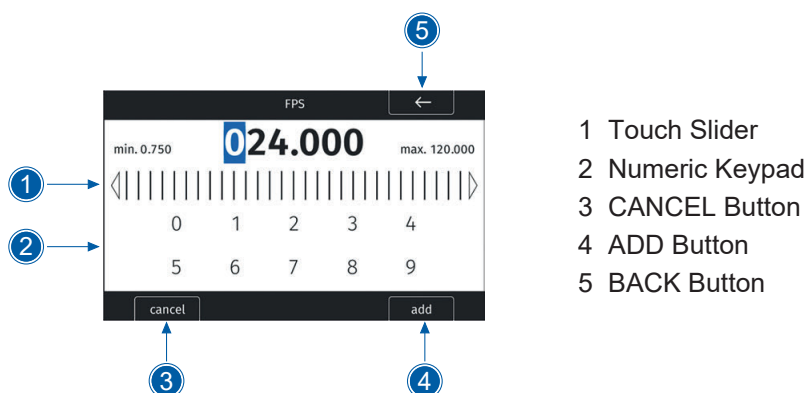 5
FPS
←
min. 0.750
024.000
max. 120.000
1
0 1 2 3 4
2
5 6 7 8 9
cancel
add
3
4
1 Touch Slider
2 Numeric Keypad
3 CANCEL Button
4 ADD Button
5 BACK Button